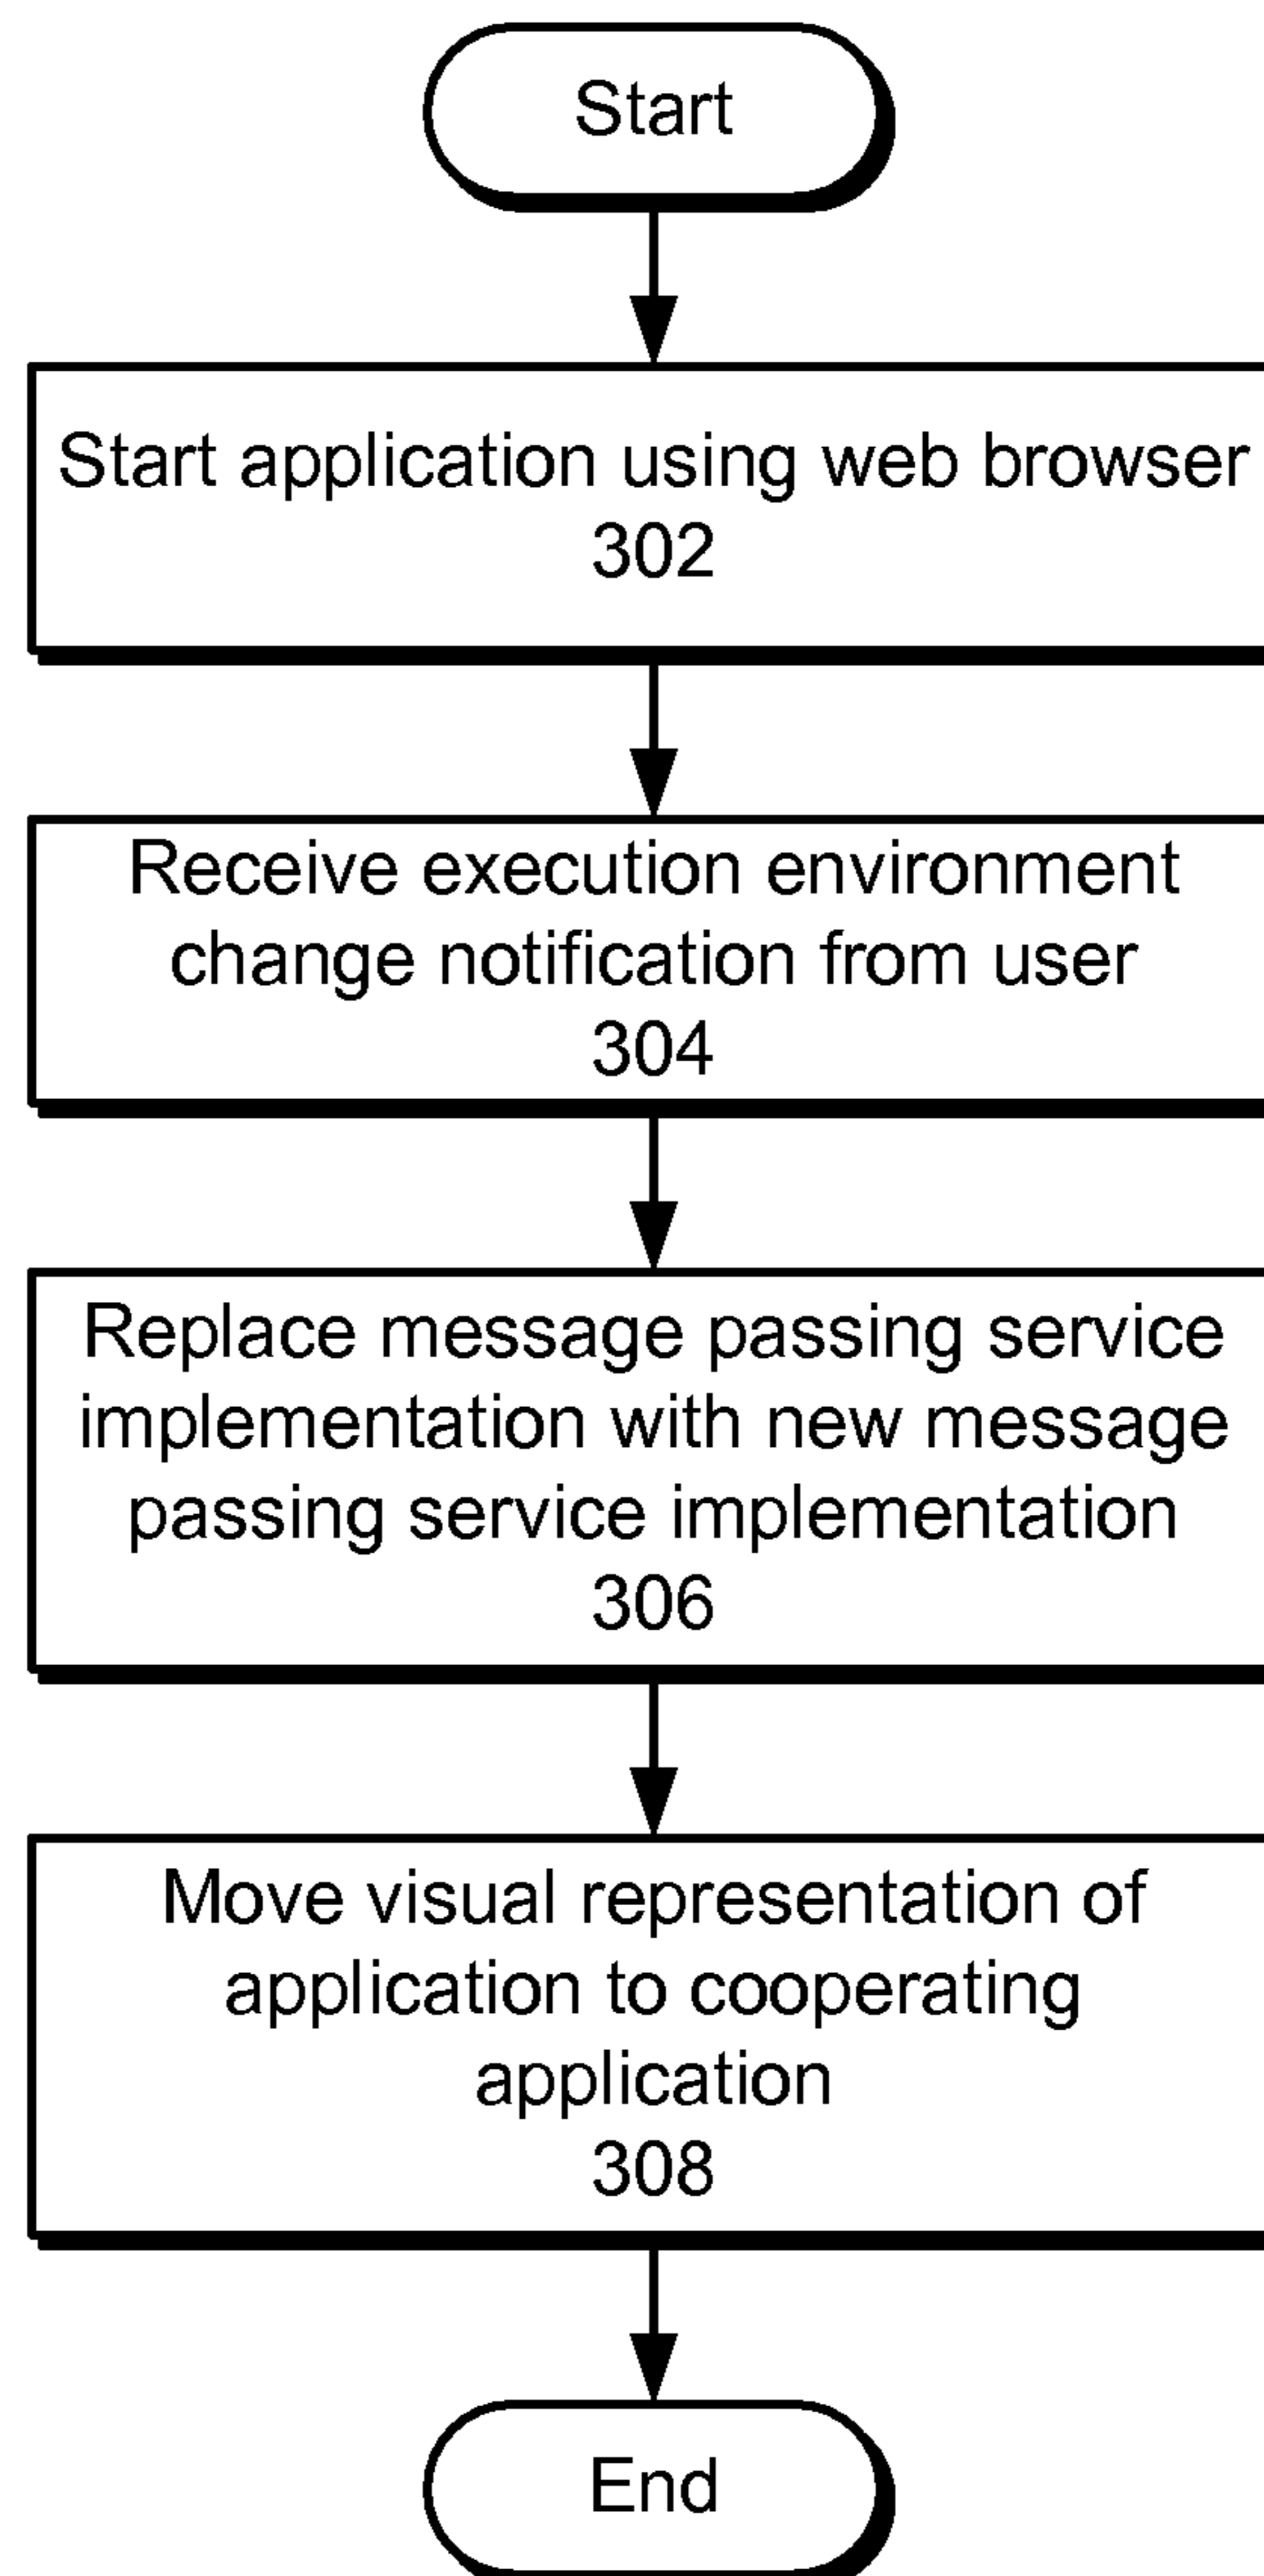 Start
Start application using web browser
302
Receive execution environment
change notification from user
304
Replace message passing service
implementation with new message
passing service implementation
306
Move visual representation of
application to cooperating
application
308
End